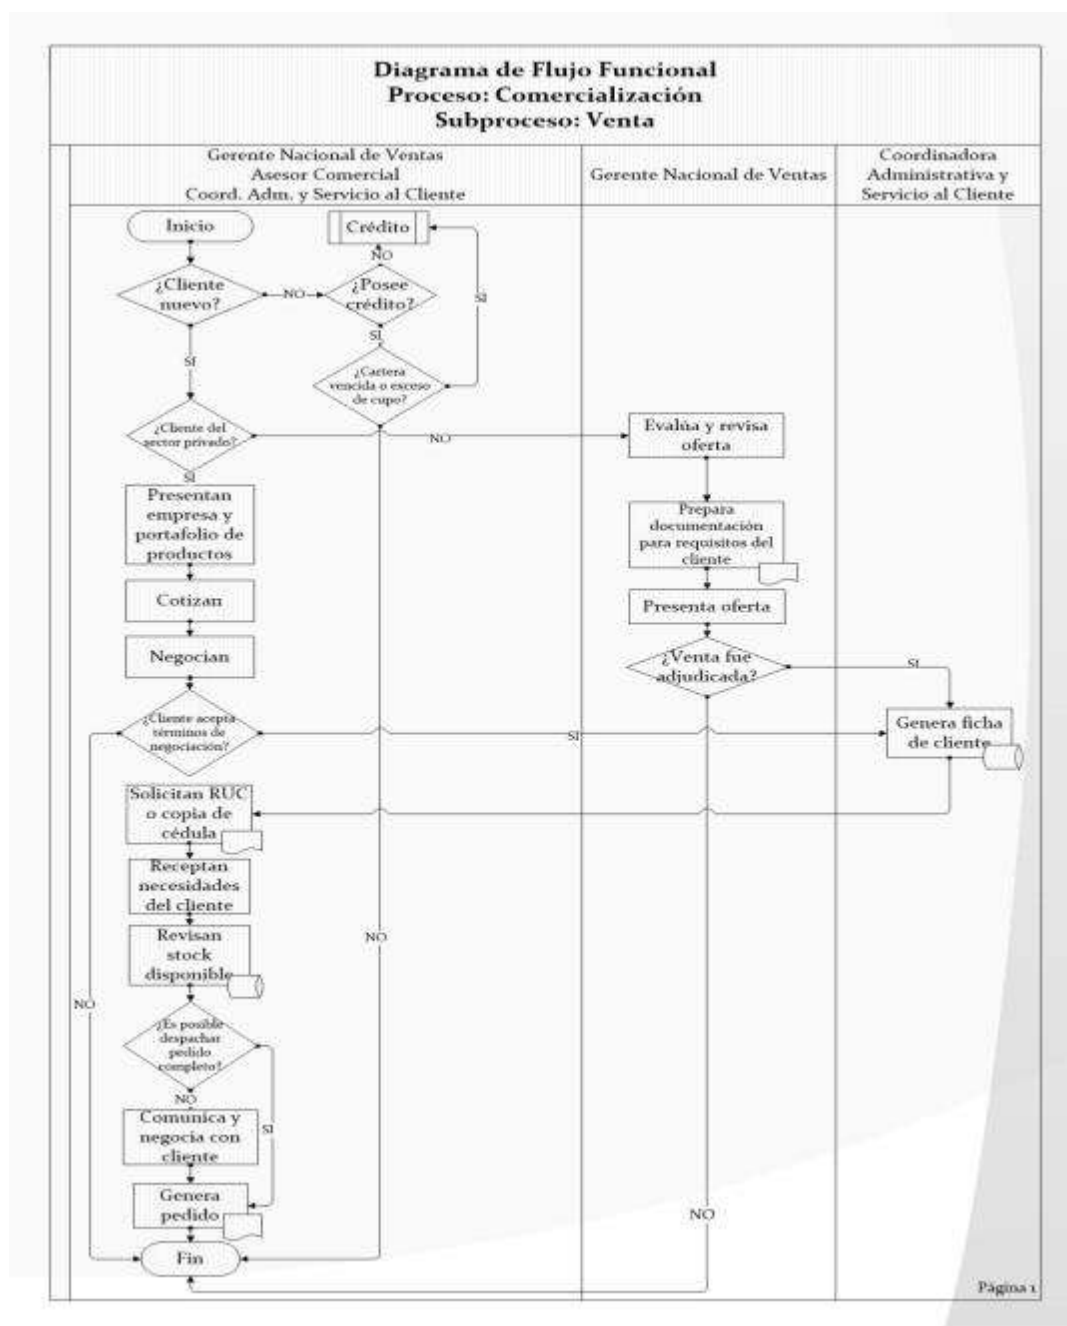 Diagrama de Flujo Funcional
Proceso: Comercialización
Subproceso: Venta
Gerente Nacional de Ventas
Asesor Comercial
Coord. Adm. y Servicio al Cliente
Gerente Nacional de Ventas
Coordinadora
Administrativa y
Servicio al Cliente
Inicio
Crédito
NO
¿Cliente
nuevo?
NO
¿Posee
crédito?
SI
SI
SI
¿Cartera
vencida o exceso
de cupo?
¿Cliente del
sector privado?
NO
Evalúa y revisa
oferta
SI
Presentan
empresa y
portafolio de
productos
Prepara
documentación
para requisitos del
cliente
Cotizan
Presenta oferta
Negocian
¿Venta fue
adjudicada?
SI
¿Cliente acepta
términos de
negociación?
SI
Genera ficha
de cliente
Solicitan RUC
o copia de
cédula
Receptan
necesidades
del cliente
Revisan
stock
disponible
NO
NO
¿Es posible
despachar
pedido
completo?
NO
Comunica y
negocia con
cliente
SI
Genera
pedido
NO
Fin
Página 1